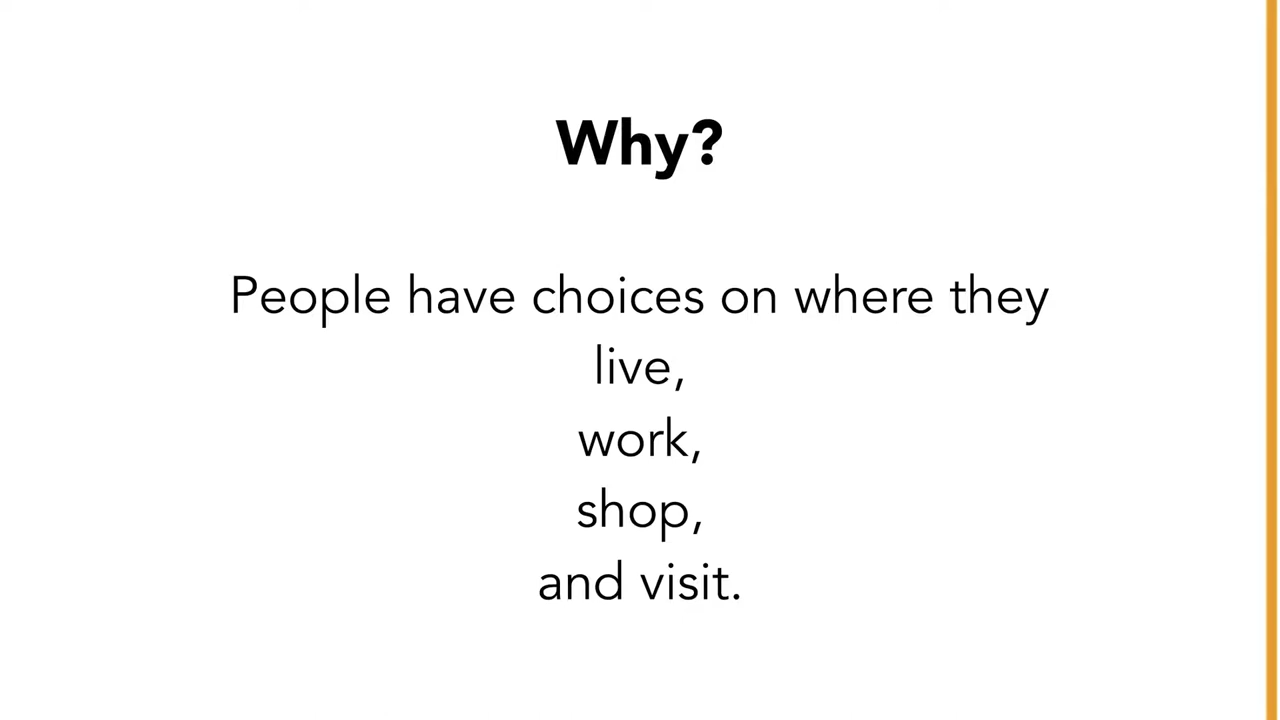 Why?
People have choices on where they
live,
work,
shop,
and visit.